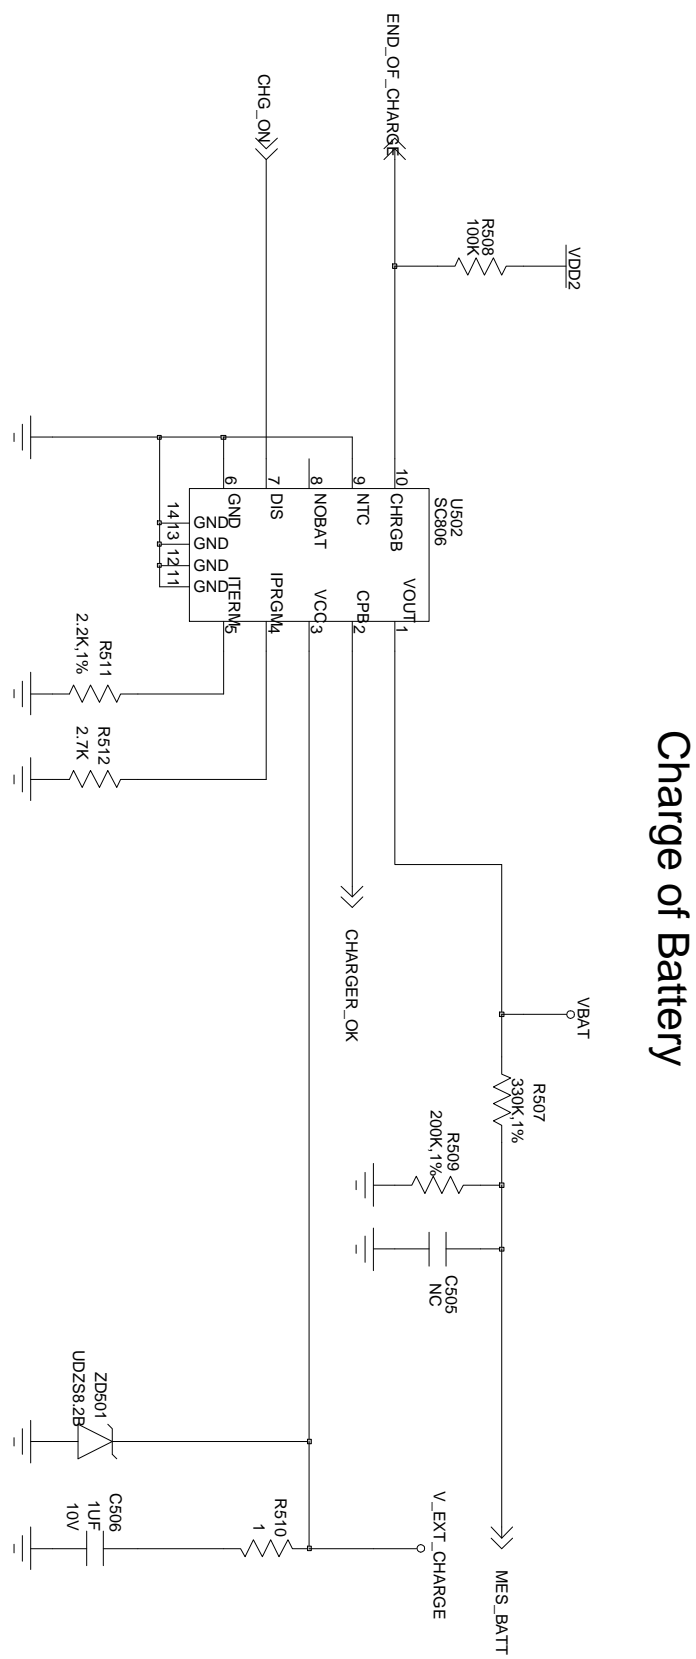 Charge of Battery
VDD2
R508
100K
END_OF_CHARGE
CHG_ON
U502
SC806
10
CHRGB
9
NTC
8
NOBAT
7
DIS
6
GND
14
GND
13
GND
12
GND
11
GND
VOUT
1
CPB
2
VCC
3
IPRGM
4
ITERM
5
R511
2.2K,1%
R512
2.7K
CHARGER_OK
VBAT
R507
330K,1%
R509
200K,1%
C505
NC
MES_BATT
V_EXT_CHARGE
ZD501
UDZS8.2B
R510
1
C506
1UF
10V